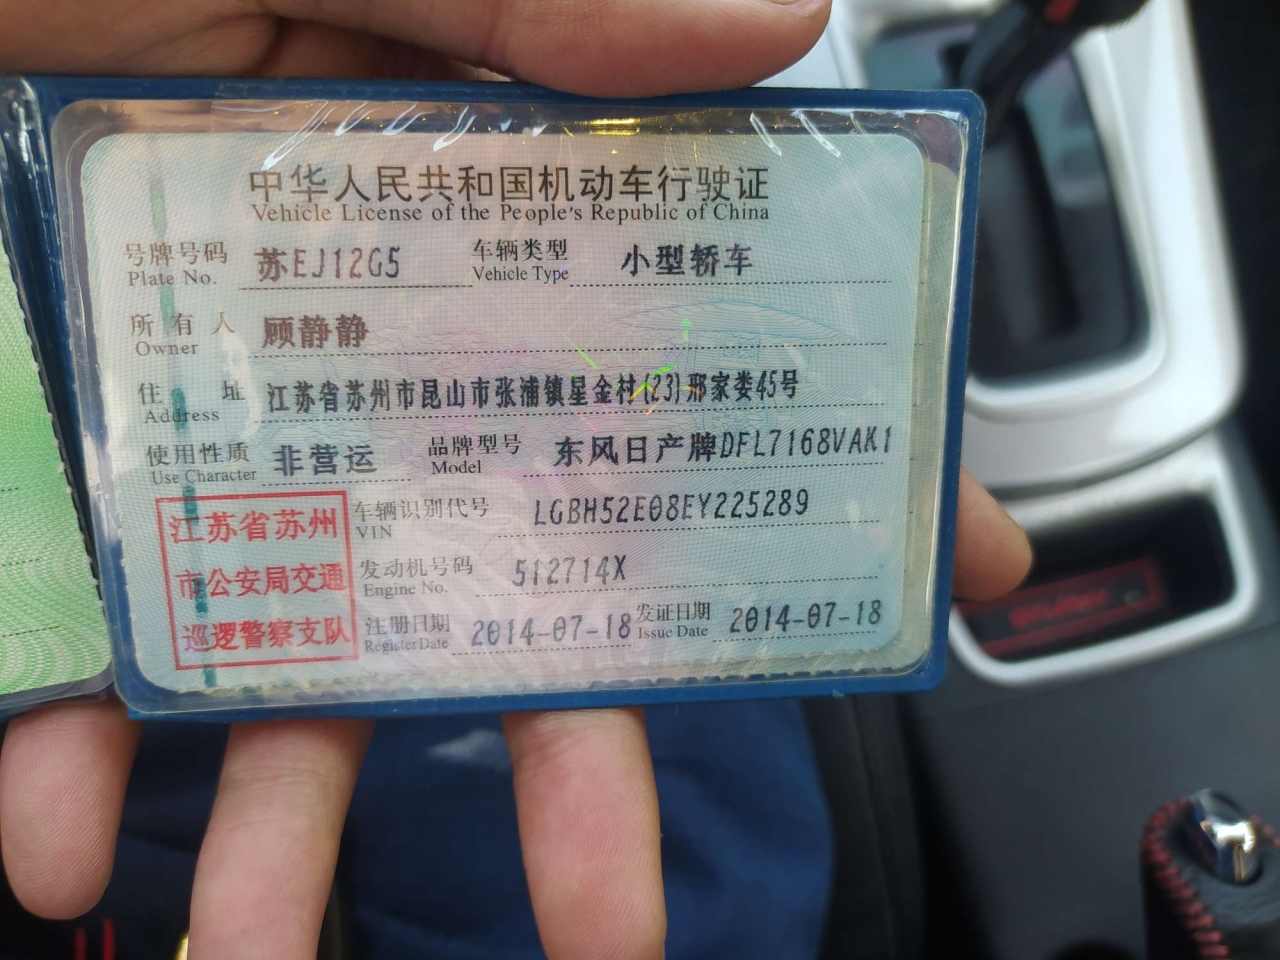 中华人民共和国机动车行驶证
Vehicle License of the People's Republic of China
号牌号码 苏EJ12G5 车辆类型 小型轿车
Plate No. Vehicle Type
所有人 顾静静
Owner
住址 江苏省苏州市昆山市张浦镇星金村(23)邢家娄45号
Address
使用性质 非营运 品牌型号 东风日产牌DFL7168VAK1
Use Character Model
江苏省苏州
市公安局交通
巡逻警察支队
车辆识别代号 LGBH52E08EY225289
VIN
发动机号码 512714X
Engine No.
注册日期 2014-07-18 发证日期 2014-07-18
Register Date Issue Date